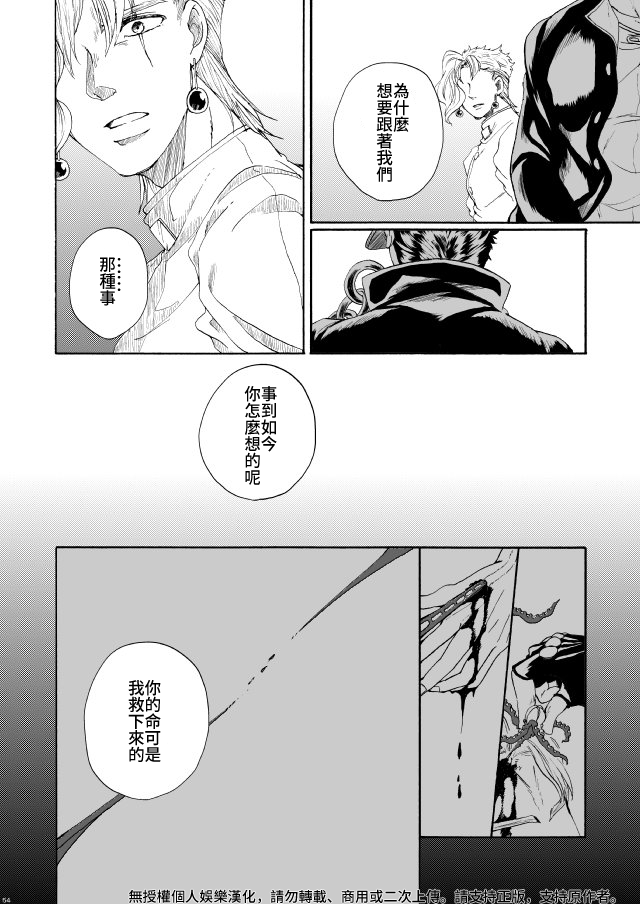 為什麼
想要跟著我們
……
那種事
事到如今
你怎麼想的呢
你的命可是
我救下來的
54
無授權個人娛樂漢化，請勿轉載、商用或二次上傳。請支持正版，支持原作者。